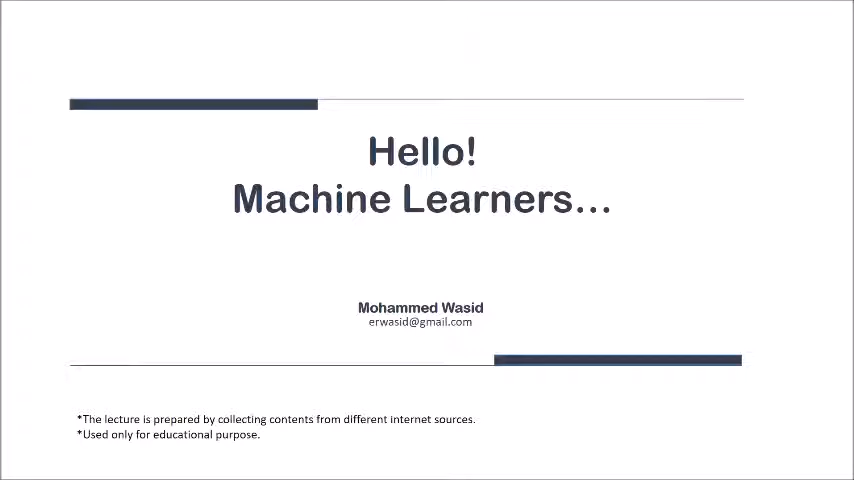 Hello!
Machine Learners...
Mohammed Wasid
erwasid@gmail.com
*The lecture is prepared by collecting contents from different internet sources.
*Used only for educational purpose.